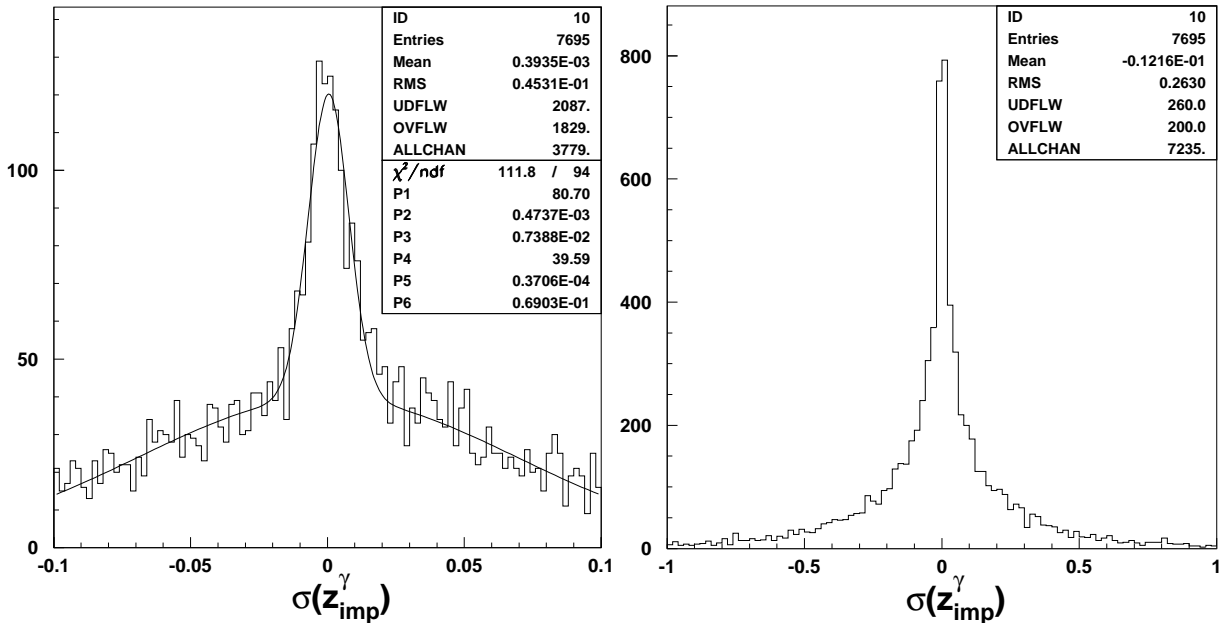 ID 10
Entries 7695
Mean 0.3935E-03
RMS 0.4531E-01
UDFLW 2087.
OVFLW 1829.
ALLCHAN 3779.
χ²/ndf 111.8 / 94
P1 80.70
P2 0.4737E-03
P3 0.7388E-02
P4 39.59
P5 0.3706E-04
P6 0.6903E-01
100
50
0
-0.1 -0.05 0 0.05 0.1
σ(z_imp^γ)
ID 10
Entries 7695
Mean -0.1216E-01
RMS 0.2630
UDFLW 260.0
OVFLW 200.0
ALLCHAN 7235.
800
600
400
200
0
-1 -0.5 0 0.5 1
σ(z_imp^γ)